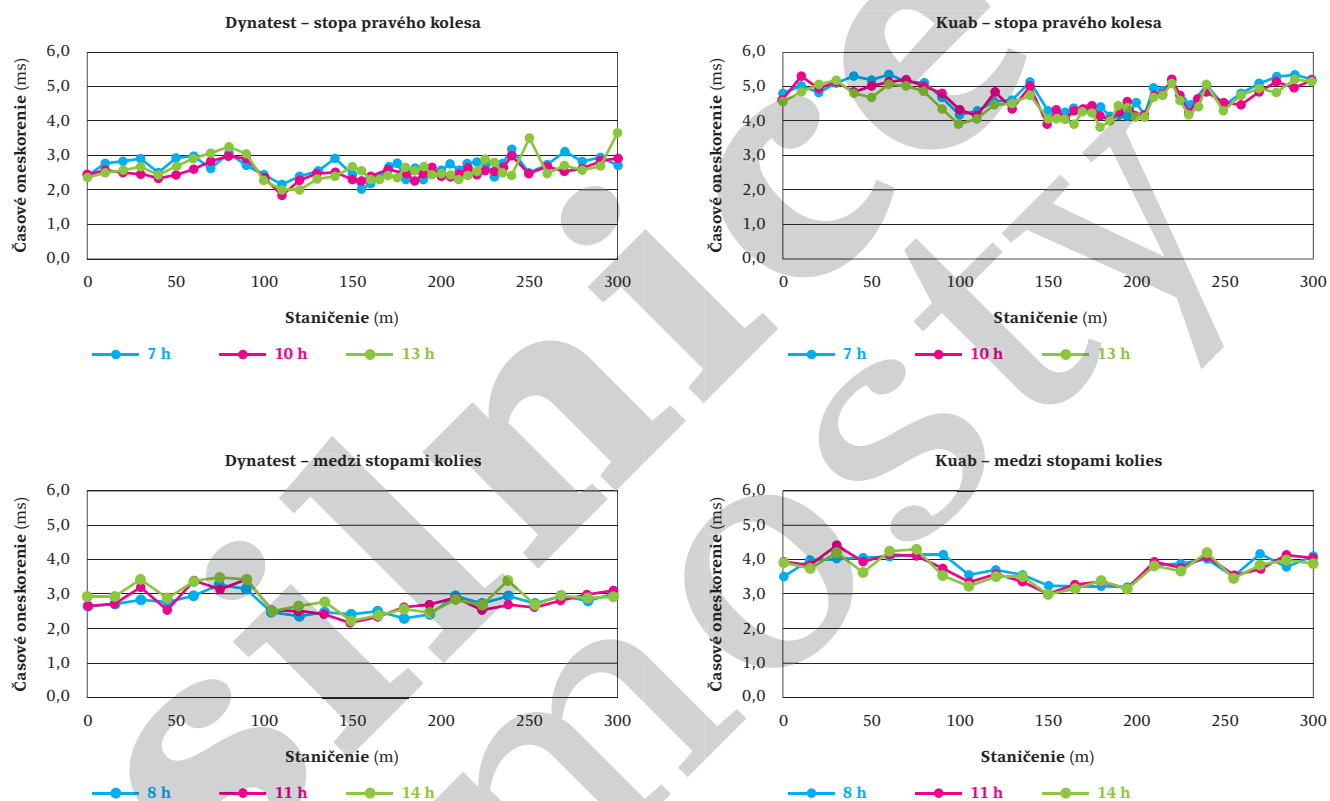 Dynatest – stopa pravého kolesa
Časové oneskorenie (ms)
6,0
5,0
4,0
3,0
2,0
1,0
0,0
0 50 100 150 200 250 300
Staničenie (m)
7 h 10 h 13 h
Kuab – stopa pravého kolesa
Časové oneskorenie (ms)
6,0
5,0
4,0
3,0
2,0
1,0
0,0
0 50 100 150 200 250 300
Staničenie (m)
7 h 10 h 13 h
Dynatest – medzi stopami kolies
Časové oneskorenie (ms)
6,0
5,0
4,0
3,0
2,0
1,0
0,0
0 50 100 150 200 250 300
Staničenie (m)
8 h 11 h 14 h
Kuab – medzi stopami kolies
Časové oneskorenie (ms)
6,0
5,0
4,0
3,0
2,0
1,0
0,0
0 50 100 150 200 250 300
Staničenie (m)
8 h 11 h 14 h
silnice
mosty